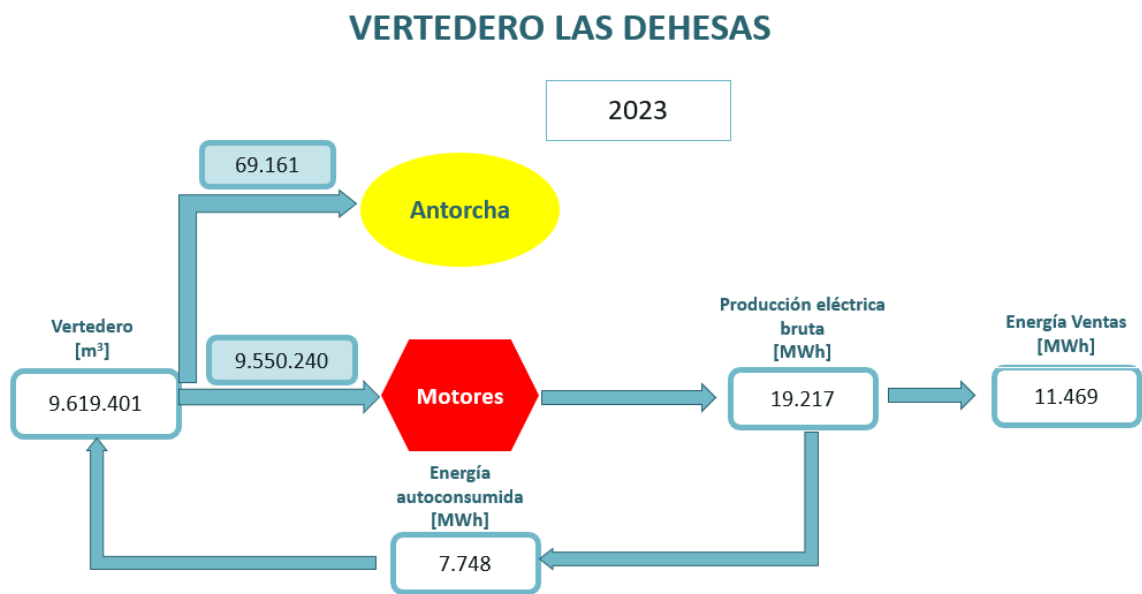 VERTEDERO LAS DEHESAS
2023
69.161
Antorcha
Vertedero
[m³]
9.619.401
9.550.240
Motores
Producción eléctrica
bruta
[MWh]
19.217
Energía Ventas
[MWh]
11.469
Energía
autoconsumida
[MWh]
7.748